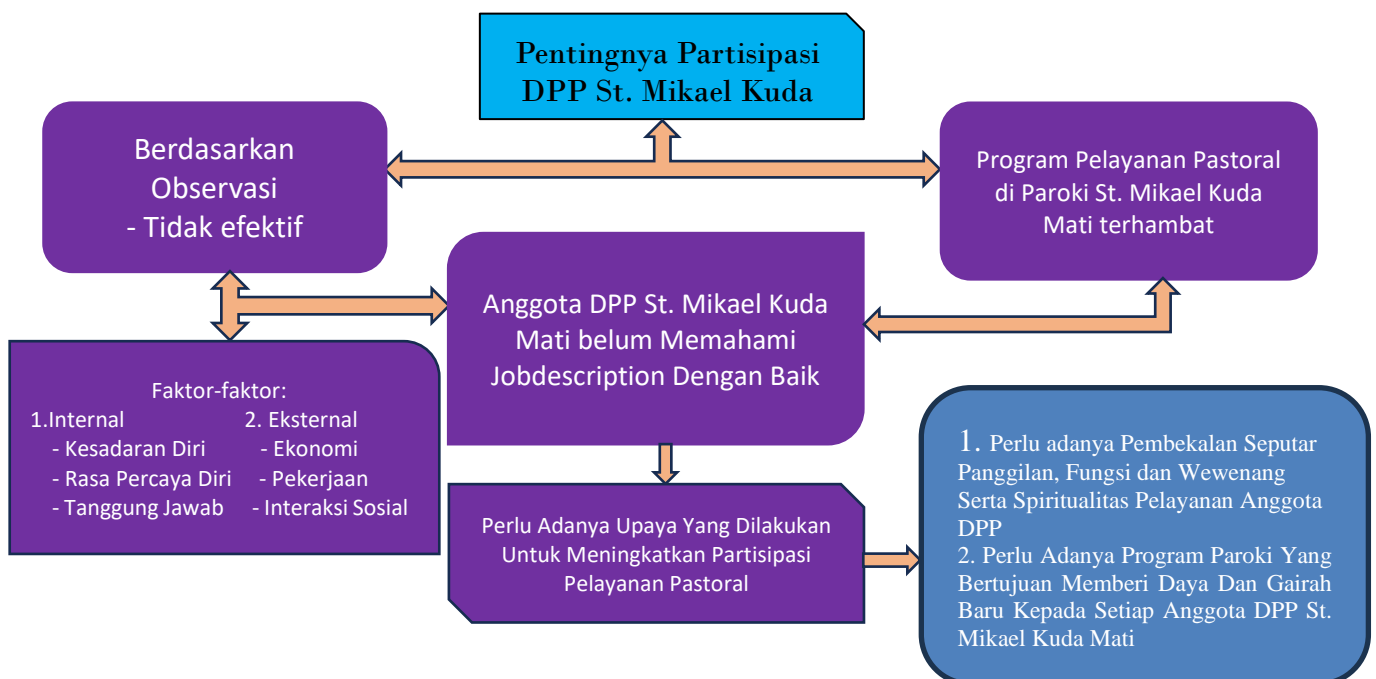 Pentingnya Partisipasi
DPP St. Mikael Kuda
Berdasarkan
Observasi
- Tidak efektif
Program Pelayanan Pastoral
di Paroki St. Mikael Kuda
Mati terhambat
Anggota DPP St. Mikael Kuda
Mati belum Memahami
Jobdescription Dengan Baik
Faktor-faktor:
1.Internal 2. Eksternal
- Kesadaran Diri - Ekonomi
- Rasa Percaya Diri - Pekerjaan
- Tanggung Jawab - Interaksi Sosial
Perlu Adanya Upaya Yang Dilakukan
Untuk Meningkatkan Partisipasi
Pelayanan Pastoral
1. Perlu adanya Pembekalan Seputar
Panggilan, Fungsi dan Wewenang
Serta Spiritualitas Pelayanan Anggota
DPP
2. Perlu Adanya Program Paroki Yang
Bertujuan Memberi Daya Dan Gairah
Baru Kepada Setiap Anggota DPP St.
Mikael Kuda Mati